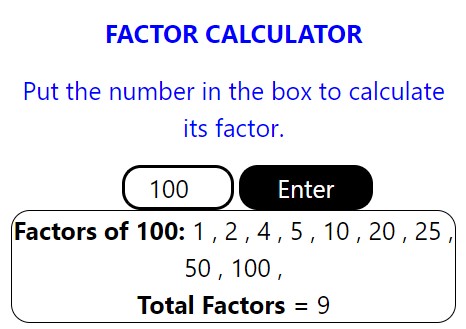 FACTOR CALCULATOR
Put the number in the box to calculate
its factor.
100 Enter
Factors of 100: 1 , 2 , 4 , 5 , 10 , 20 , 25 ,
50 , 100 ,
Total Factors = 9